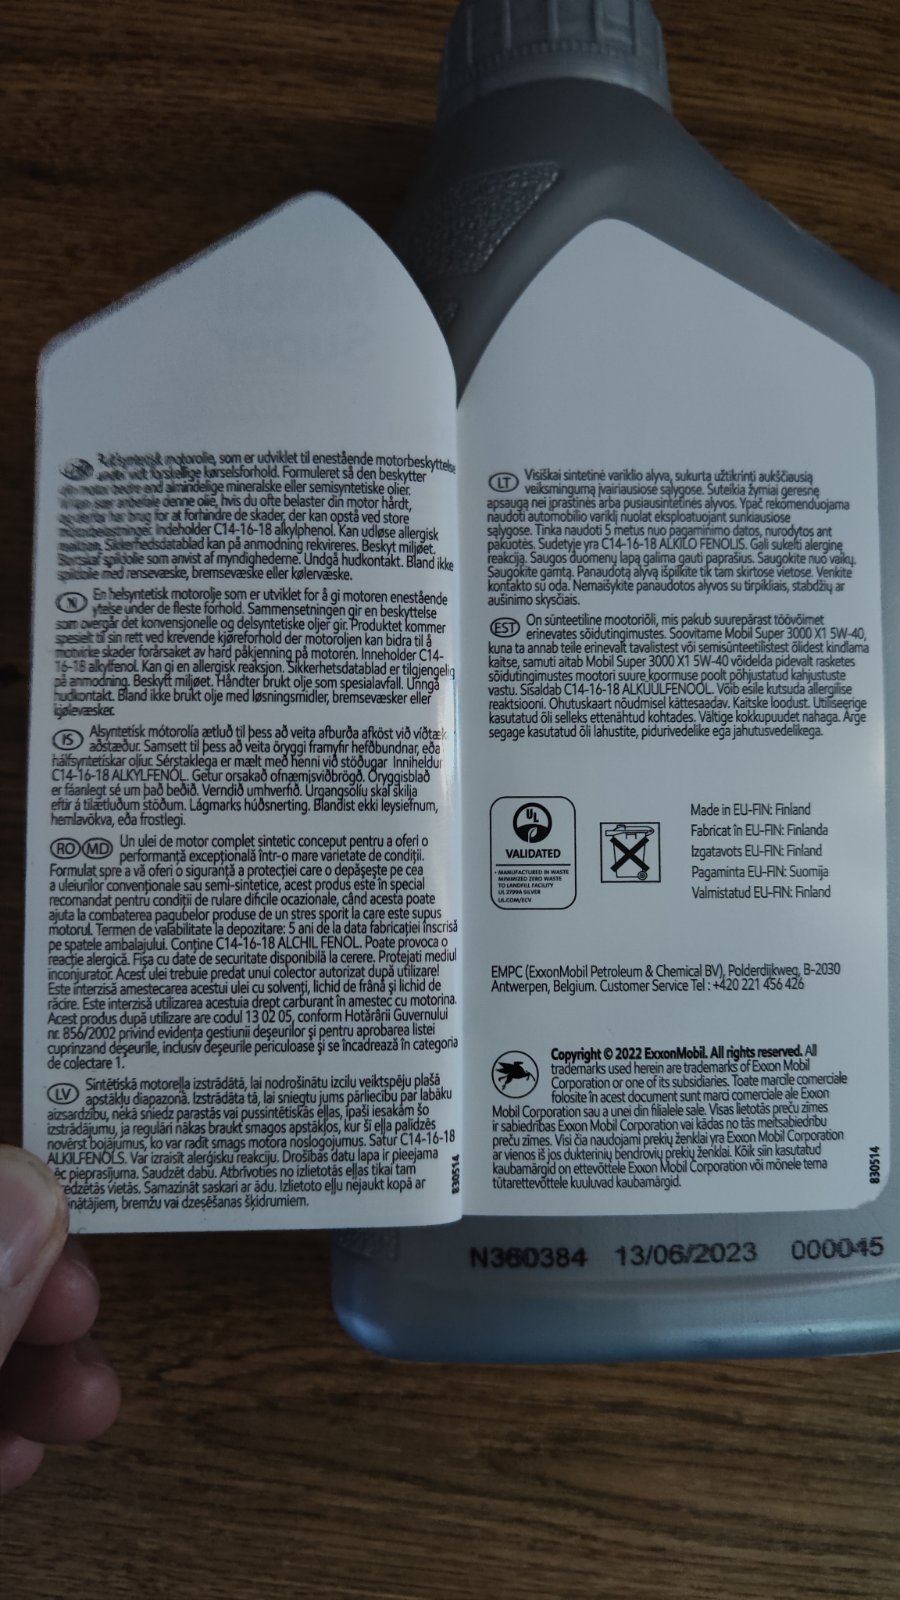 som er udviklet til enestående motorbeskyttelse
forskellige kørselsforhold. Formuleret så den beskytter
end almindelige mineralske eller semisyntetiske olier.
denne olie, hvis du ofte belaster din motor hårdt,
brug for at forhindre de skader, der kan opstå ved store
Indeholder C14-16-18 alkylphenol. Kan udløse allergisk
Sikkerhedsdatablad kan på anmodning rekvireres. Beskyt miljøet.
spildolie som anvist af myndighederne. Undgå hudkontakt. Bland ikke
spildolie med rensevæske, bremsevæske eller kølervæske.
N En helsyntetisk motorolje som er utviklet for å gi motoren enestående
ytelse under de fleste forhold. Sammensetningen gir en beskyttelse
som overgår det konvensjonelle og delsyntetiske oljer gir. Produktet kommer
spesielt til sin rett ved krevende kjøreforhold der motoroljen kan bidra til å
motvirke skader forårsaket av hard påkjenning på motoren. Inneholder C14-
16-18 alkylfenol. Kan gi en allergisk reaksjon. Sikkerhetsdatablad er tilgjengelig
på anmodning. Beskytt miljøet. Håndter brukt olje som spesialavfall. Unngå
hudkontakt. Bland ikke brukt olje med løsningsmidler, bremsevæsker eller
kjølevæsker.
IS Alsyntetísk mótorolía ætluð til þess að veita afburða afköst við víðtæk
aðstæður. Samsett til þess að veita öryggi framyfir hefðbundnar, eða
hálfsyntetískar olíur. Sérstaklega er mælt með henni við stöðugar Inniheldur
C14-16-18 ALKYLFENÓL. Getur orsakað ofnæmisviðbrögð. Öryggisblað
er fáanlegt sé um það beðið. Verndið umhverfið. Úrgangsolíu skal skilja
eftir á tilætluðum stöðum. Lágmarks húðsnerting. Blandist ekki leysiefnum,
hemlavökva, eða frostlegi.
RO MD Un ulei de motor complet sintetic conceput pentru a oferi o
performanță excepțională într-o mare varietate de condiții.
Formulat spre a vă oferi o siguranță a protecției care o depășește pe cea
a uleiurilor convenționale sau semi-sintetice, acest produs este în special
recomandat pentru condiții de rulare dificile ocazionale, când acesta poate
ajuta la combaterea pagubelor produse de un stres sporit la care este supus
motorul. Termen de valabilitate la depozitare: 5 ani de la data fabricației înscrisă
pe spatele ambalajului. Conține C14-16-18 ALCHIL FENOL. Poate provoca o
reacție alergică. Fișa cu date de securitate disponibilă la cerere. Protejati mediul
inconjurator. Acest ulei trebuie predat unui colector autorizat după utilizare!
Este interzisă amestecarea acestui ulei cu solvenți, lichid de frână și lichid de
răcire. Este interzisă utilizarea acestuia drept carburant în amestec cu motorina.
Acest produs după utilizare are codul 13 02 05, conform Hotărârii Guvernului
nr. 856/2002 privind evidența gestiunii deșeurilor și pentru aprobarea listei
cuprinzand deșeurile, inclusiv deșeurile periculoase și se încadrează în categoria
de colectare 1.
LV Sintētiskā motoreļļa izstrādātā, lai nodrošinātu izcilu veiktspēju plašā
apstākļu diapazonā. Izstrādāta tā, lai sniegtu jums pārliecību par labāku
aizsardzību, nekā sniedz parastās vai pussintētiskās eļļas, īpaši iesakām šo
izstrādājumu, ja regulāri nākas braukt smagos apstākļos, kur šī eļļa palīdzēs
novērst bojājumus, ko var radīt smags motora noslogojumus. Satur C14-16-18
ALKILFENOLS. Var izraisīt alerģisku reakciju. Drošības datu lapa ir pieejama
ēc pieprasījuma. Saudzēt dabu. Atbrīvoties no izlietotās eļļas tikai tam
redzētās vietās. Samazināt saskari ar ādu. Izlietoto eļļu nejaukt kopā ar
inātājiem, bremžu vai dzesēšanas šķidrumiem.
830514
LT Visiškai sintetinė variklio alyva, sukurta užtikrinti aukščiausią
veiksmingumą įvairiausiose sąlygose. Suteikia žymiai geresnę
apsaugą nei įprastinės arba pusiausintetinės alyvos. Ypač rekomenduojama
naudoti automobilio variklį nuolat eksploatuojant sunkiausiose
sąlygose. Tinka naudoti 5 metus nuo pagaminimo datos, nurodytos ant
pakuotės. Sudėtyje yra C14-16-18 ALKILO FENOLIS. Gali sukelti alerginę
reakciją. Saugos duomenų lapą galima gauti paprašius. Saugokite nuo vaikų.
Saugokite gamtą. Panaudotą alyvą išpilkite tik tam skirtose vietose. Venkite
kontakto su oda. Nemaišykite panaudotos alyvos su tirpikliais, stabdžių ar
aušinimo skysčiais.
EST On sünteetiline mootoriõli, mis pakub suurepärast töövõimet
erinevates sõidutingimustes. Soovitame Mobil Super 3000 X1 5W-40,
kuna ta annab teile erinevalt tavalistest või semisünteetilistest õlidest kindlama
kaitse, samuti aitab Mobil Super 3000 X1 5W-40 võidelda pidevalt rasketes
sõidutingimustes mootori suure koormuse poolt põhjustatud kahjustuste
vastu. Sisaldab C14-16-18 ALKÜÜLFENOOL. Võib esile kutsuda allergilise
reaktsiooni. Ohutuskaart nõudmisel kättesaadav. Kaitske loodust. Utiliseerige
kasutatud õli selleks ettenähtud kohtades. Vältige kokkupuudet nahaga. Ärge
segage kasutatud õli lahustite, pidurivedelike ega jahutusvedelikega.
UL
VALIDATED
• MANUFACTURED IN WASTE
MINIMIZED ZERO WASTE
TO LANDFILL FACILITY
UL 2799A SILVER
UL.COM/ECV
Made in EU-FIN: Finland
Fabricat în EU-FIN: Finlanda
Izgatavots EU-FIN: Finland
Pagaminta EU-FIN: Suomija
Valmistatud EU-FIN: Finland
EMPC (ExxonMobil Petroleum & Chemical BV), Polderdijkweg, B-2030
Antwerpen, Belgium. Customer Service Tel : +420 221 456 426
Copyright © 2022 ExxonMobil. All rights reserved. All
trademarks used herein are trademarks of Exxon Mobil
Corporation or one of its subsidiaries. Toate marcile comerciale
folosite în acest document sunt marci comerciale ale Exxon
Mobil Corporation sau a unei din filialele sale. Visas lietotās preču zīmes
ir sabiedrības Exxon Mobil Corporation vai kādas no tās meitsabiedrību
preču zīmes. Visi čia naudojami prekių ženklai yra Exxon Mobil Corporation
ar vienos iš jos dukterinių bendrovių prekių ženklai. Kõik siin kasutatud
kaubamärgid on ettevõttele Exxon Mobil Corporation või mõnele tema
tütarettevõttele kuuluvad kaubamärgid.
830514
N360384 13/06/2023 000045